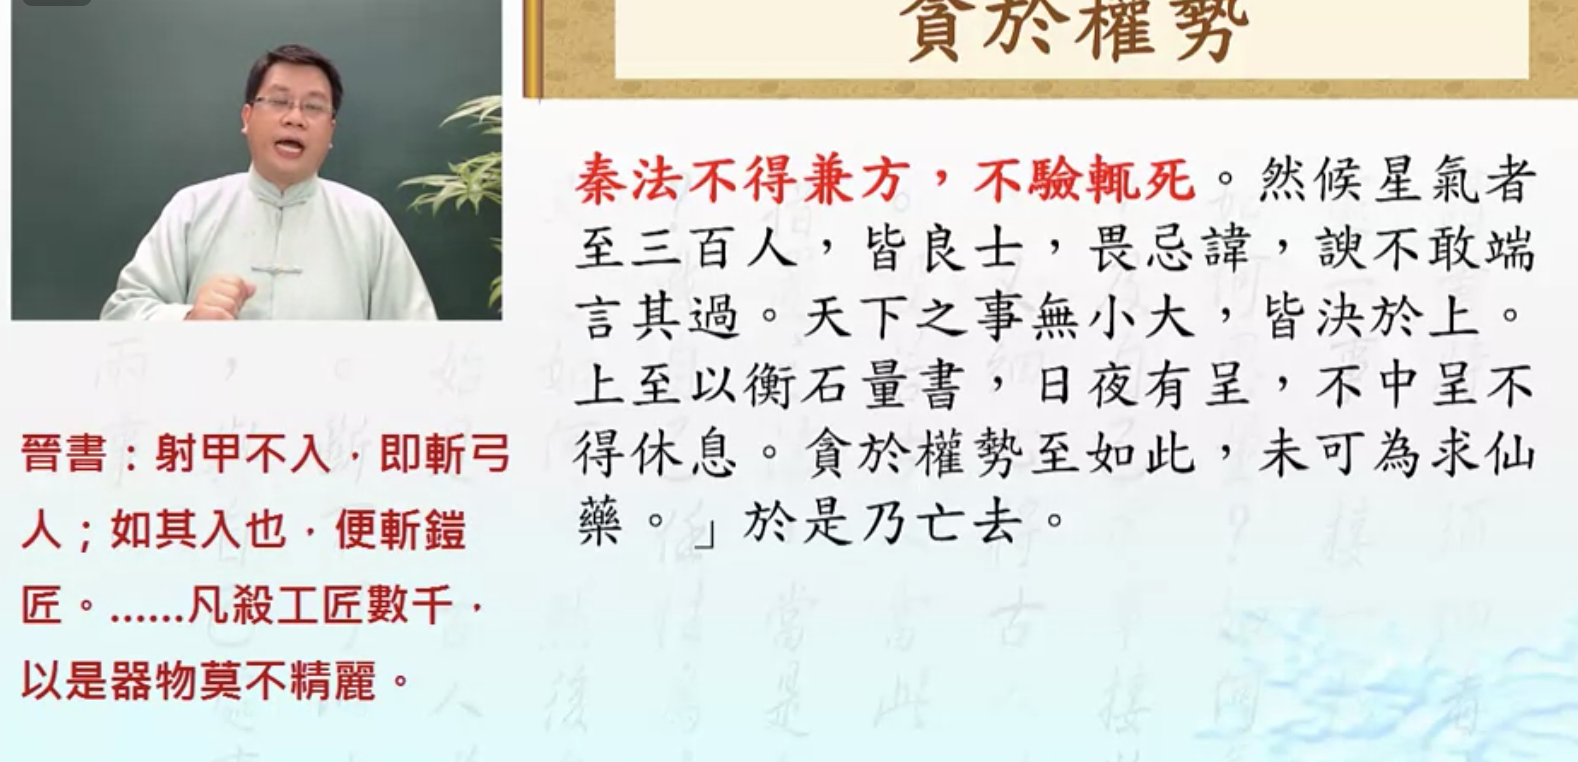 貪於權勢
秦法不得兼方，不驗輒死。然候星氣者
至三百人，皆良士，畏忌諱，諛不敢端
言其過。天下之事無小大，皆決於上。
上至以衡石量書，日夜有呈，不中呈不
得休息。貪於權勢至如此，未可為求仙
藥。」於是乃亡去。
晉書：射甲不入，即斬弓
人；如其入也，便斬鎧
匠。……凡殺工匠數千，
以是器物莫不精麗。